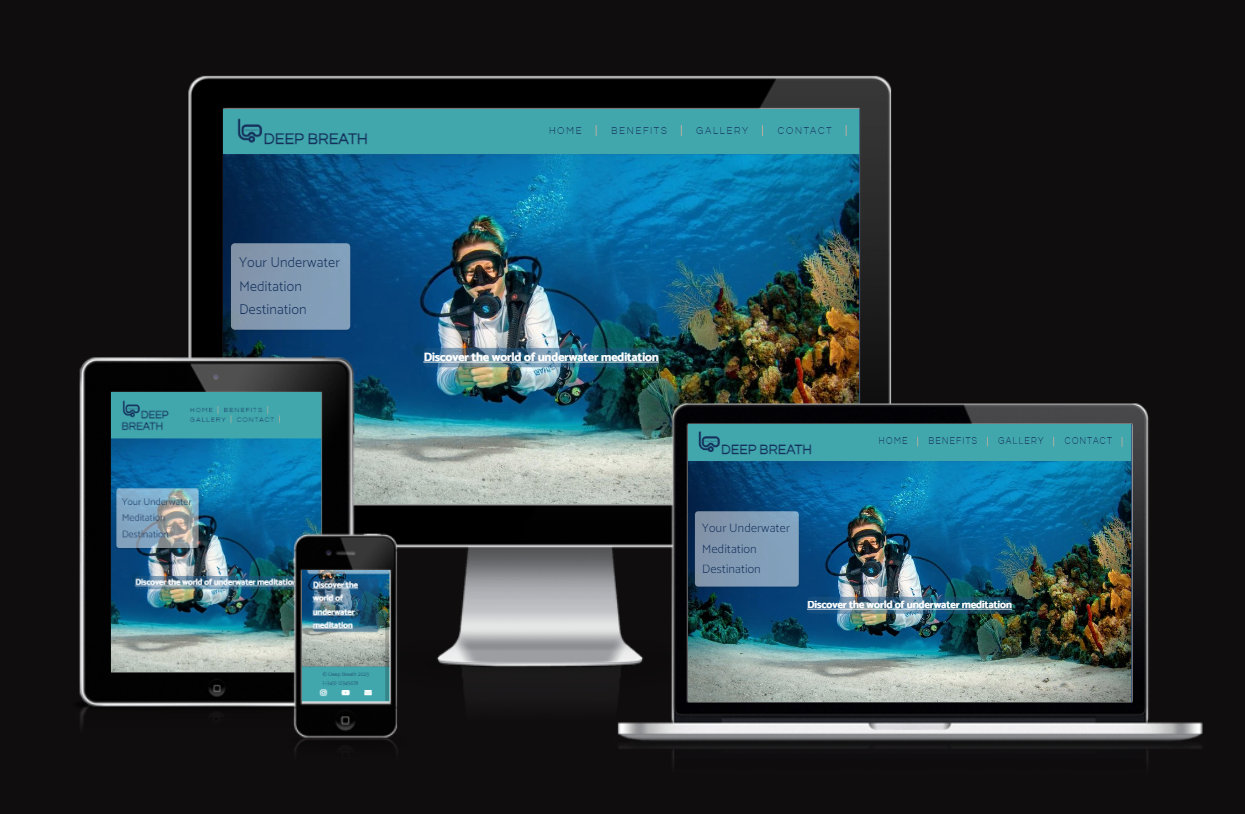 DEEP BREATH
HOME | BENEFITS | GALLERY | CONTACT |
Your Underwater
Meditation
Destination
Discover the world of underwater meditation
DEEP
BREATH
HOME | BENEFITS |
GALLERY | CONTACT |
Your Underwater
Meditation
Destination
Discover the world of underwater meditation
Discover the
world of
underwater
meditation
© Deep Breath 2023
DEEP BREATH
HOME | BENEFITS | GALLERY | CONTACT |
Your Underwater
Meditation
Destination
Discover the world of underwater meditation